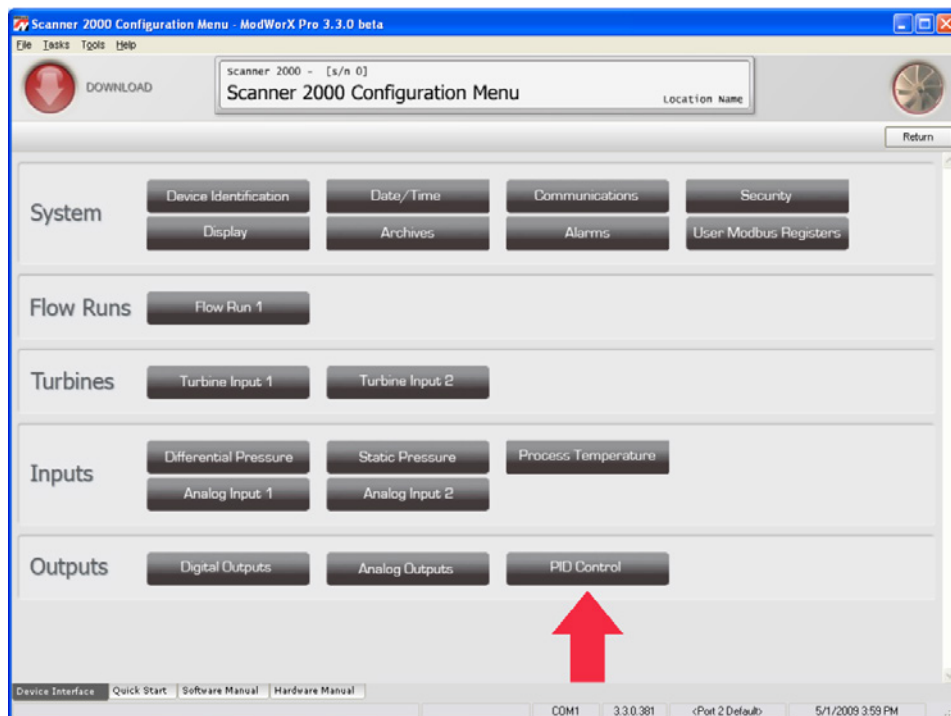 Scanner 2000 Configuration Menu - ModWorX Pro 3.3.0 beta
File Tasks Tools Help
DOWNLOAD
Scanner 2000 - [s/n 0]
Scanner 2000 Configuration Menu
Location Name
Return
System
Device Identification Date/Time Communications Security
Display Archives Alarms User Modbus Registers
Flow Runs
Flow Run 1
Turbines
Turbine Input 1 Turbine Input 2
Inputs
Differential Pressure Static Pressure Process Temperature
Analog Input 1 Analog Input 2
Outputs
Digital Outputs Analog Outputs PID Control
Device Interface Quick Start Software Manual Hardware Manual
COM1 3.3.0.381 <Port 2 Default> 5/1/2009 3:59 PM